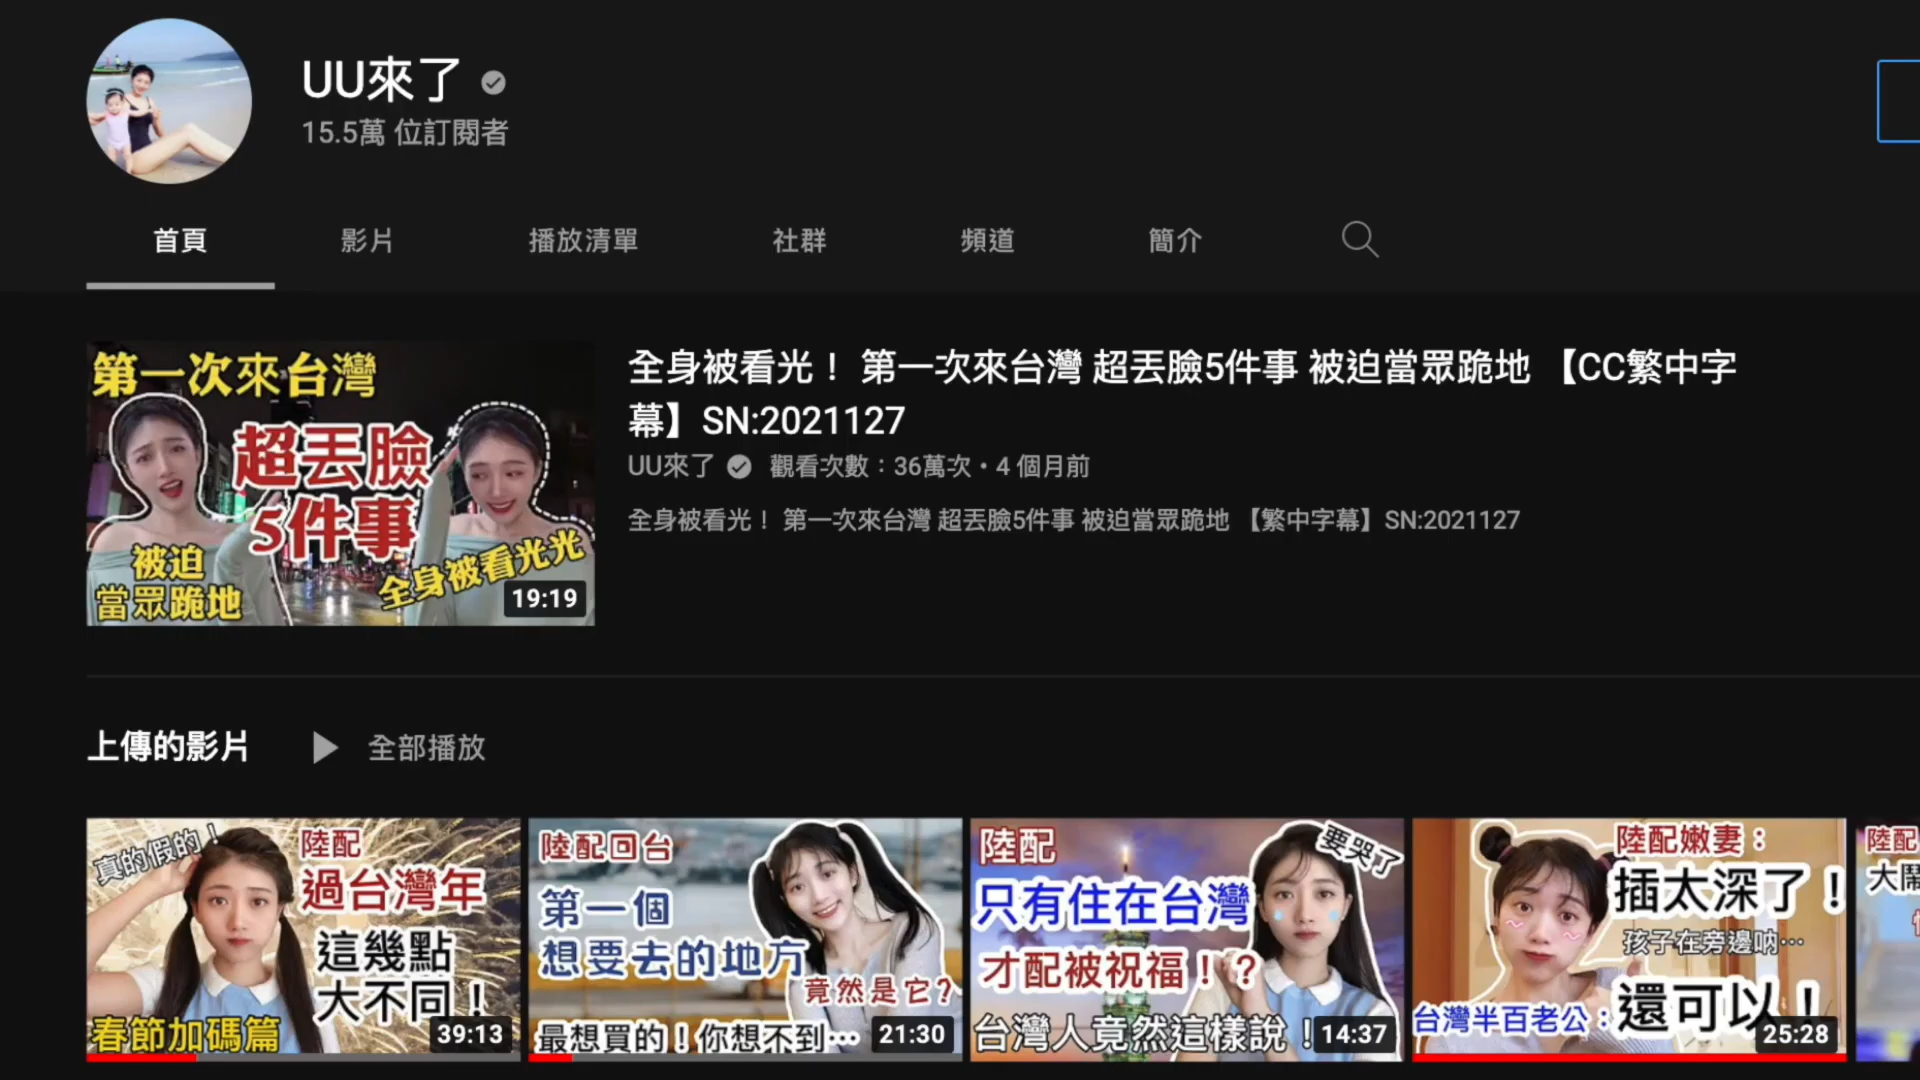 UU來了
15.5萬 位訂閱者
首頁
影片
播放清單
社群
頻道
簡介
第一次來台灣
超丟臉
5件事
被迫
當眾跪地
全身被看光光
19:19
全身被看光！ 第一次來台灣 超丟臉5件事 被迫當眾跪地 【CC繁中字
幕】SN:2021127
UU來了
觀看次數：36萬次・4 個月前
全身被看光！ 第一次來台灣 超丟臉5件事 被迫當眾跪地 【繁中字幕】SN:2021127
上傳的影片
全部播放
真的假的！
陸配
過台灣年
這幾點
大不同！
春節加碼篇
39:13
陸配回台
第一個
想要去的地方
竟然是它？
最想買的！你想不到…
21:30
要哭了
陸配
只有住在台灣
才配被祝福！？
台灣人竟然這樣說！
14:37
陸配嫩妻：
插太深了！
孩子在旁邊吶…
台灣半百老公：
還可以！
25:28
陸配
大鬧